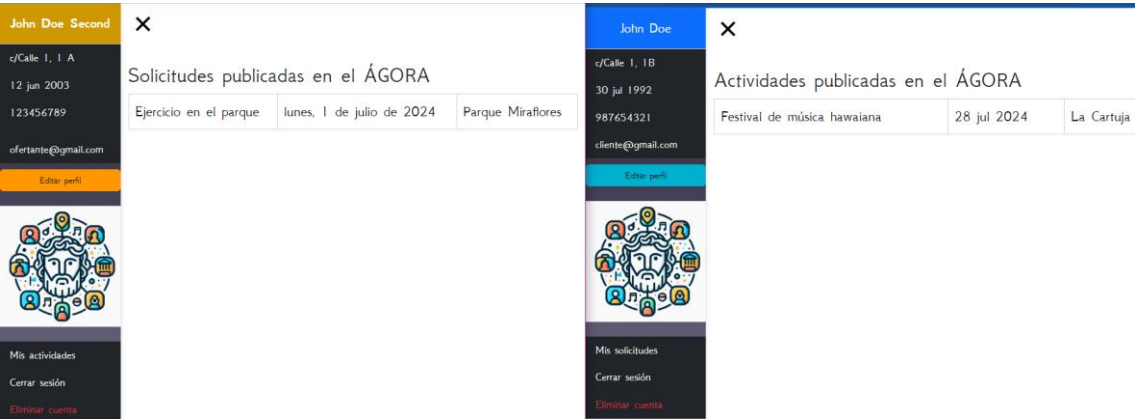 John Doe Second
c/Calle 1, 1 A
12 jun 2003
123456789
ofertante@gmail.com
Editar perfil
Mis actividades
Cerrar sesión
Eliminar cuenta
Solicitudes publicadas en el ÁGORA
Ejercicio en el parque lunes, 1 de julio de 2024 Parque Miraflores
John Doe
c/Calle 1, 1B
30 jul 1992
987654321
cliente@gmail.com
Editar perfil
Mis solicitudes
Cerrar sesión
Eliminar cuenta
Actividades publicadas en el ÁGORA
Festival de música hawaiana 28 jul 2024 La Cartuja